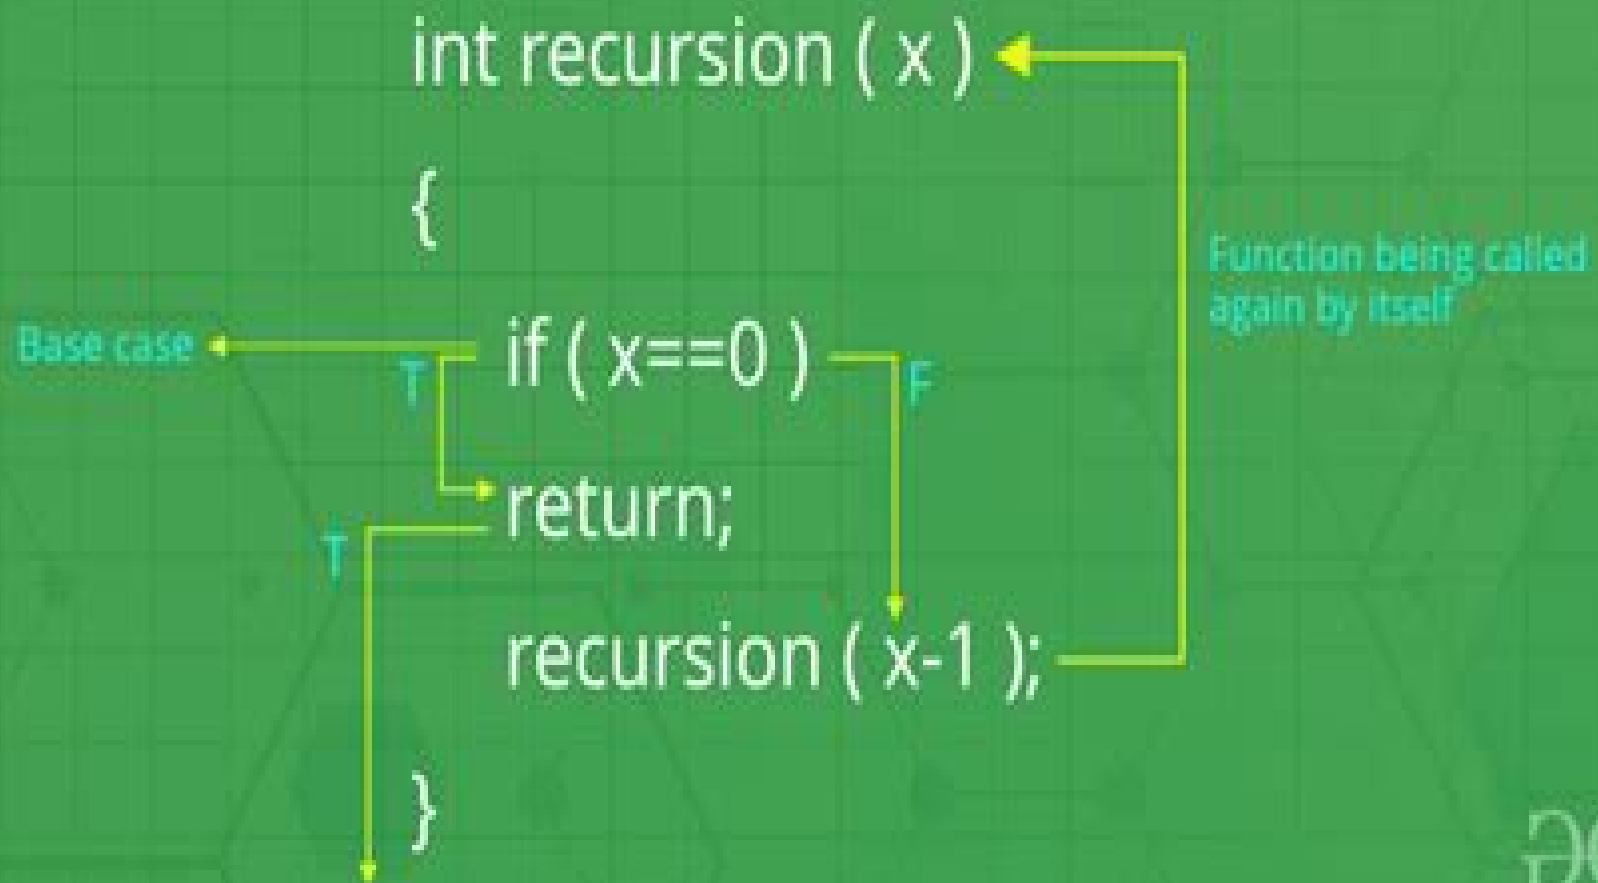 int recursion ( x )
{
Function being called
again by itself
Base case
if ( x==0 )
T
F
return;
T
recursion ( x-1 );
}